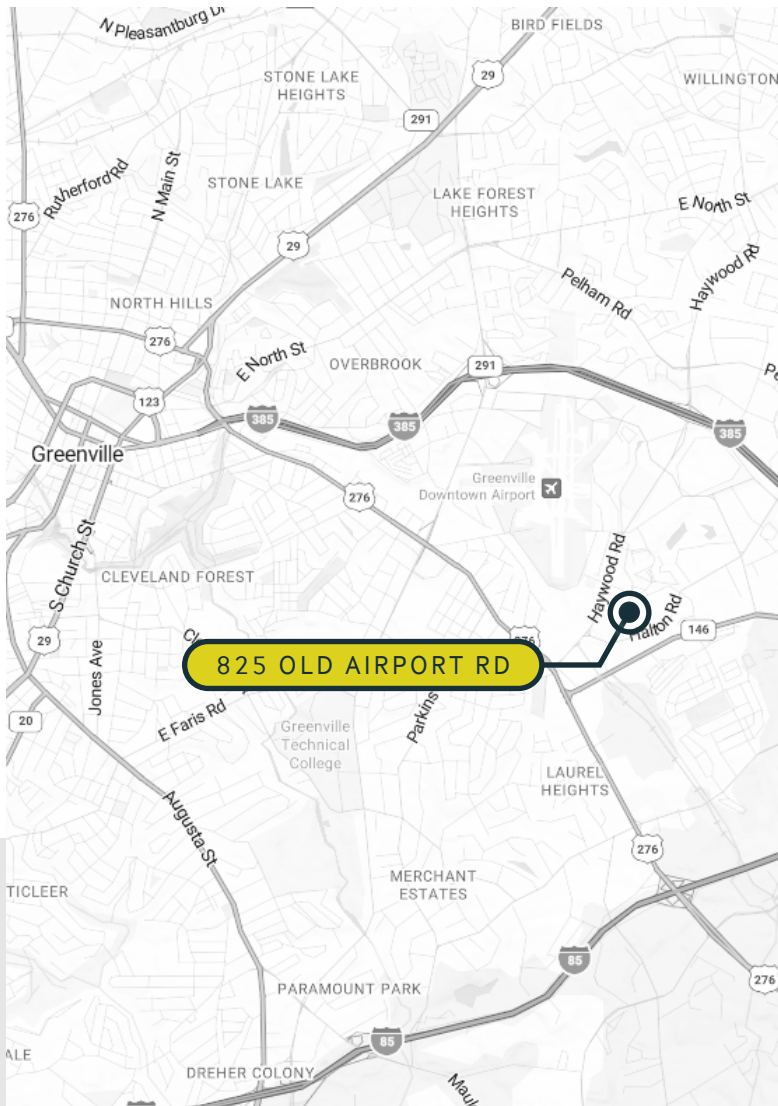 N Pleasantburg Dr
BIRD FIELDS
29
STONE LAKE
HEIGHTS
WILLINGTON
291
Rutherford Rd
N Main St
STONE LAKE
LAKE FOREST
HEIGHTS
E North St
276
29
Haywood Rd
Pelham Rd
NORTH HILLS
276
E North St
OVERBROOK
291
123
385
385
385
Greenville
Greenville
Downtown Airport
276
S Church St
Haywood Rd
CLEVELAND FOREST
Halton Rd
146
29
276
825 OLD AIRPORT RD
Jones Ave
20
E Faris Rd
Parkins
Greenville
Technical
College
LAUREL
HEIGHTS
Augusta St
276
MERCHANT
ESTATES
TICLEER
85
276
PARAMOUNT PARK
85
ALE
DREHER COLONY